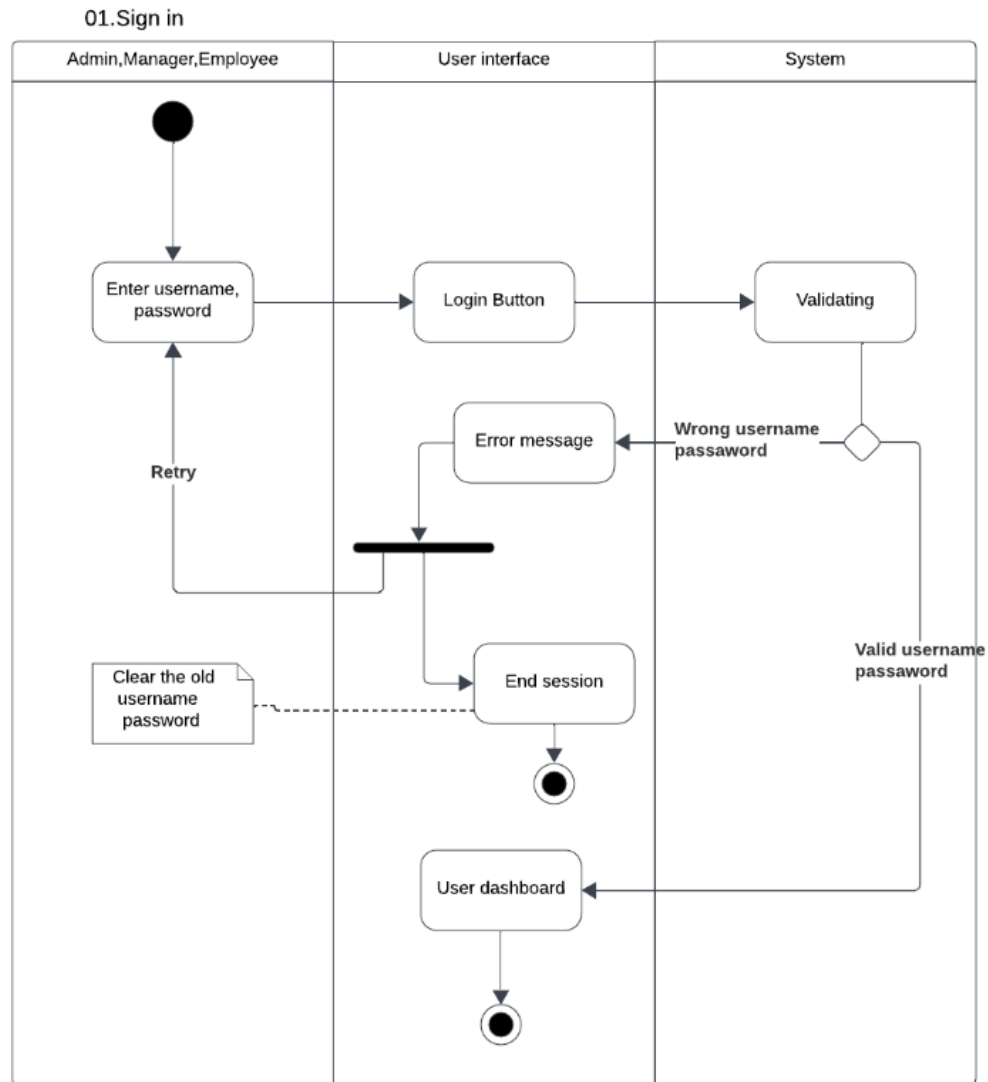 01.Sign in
Admin,Manager,Employee
User interface
System
Enter username,
password
Login Button
Validating
Error message
Wrong username
passaword
Retry
Clear the old
username
password
End session
Valid username
passaword
User dashboard